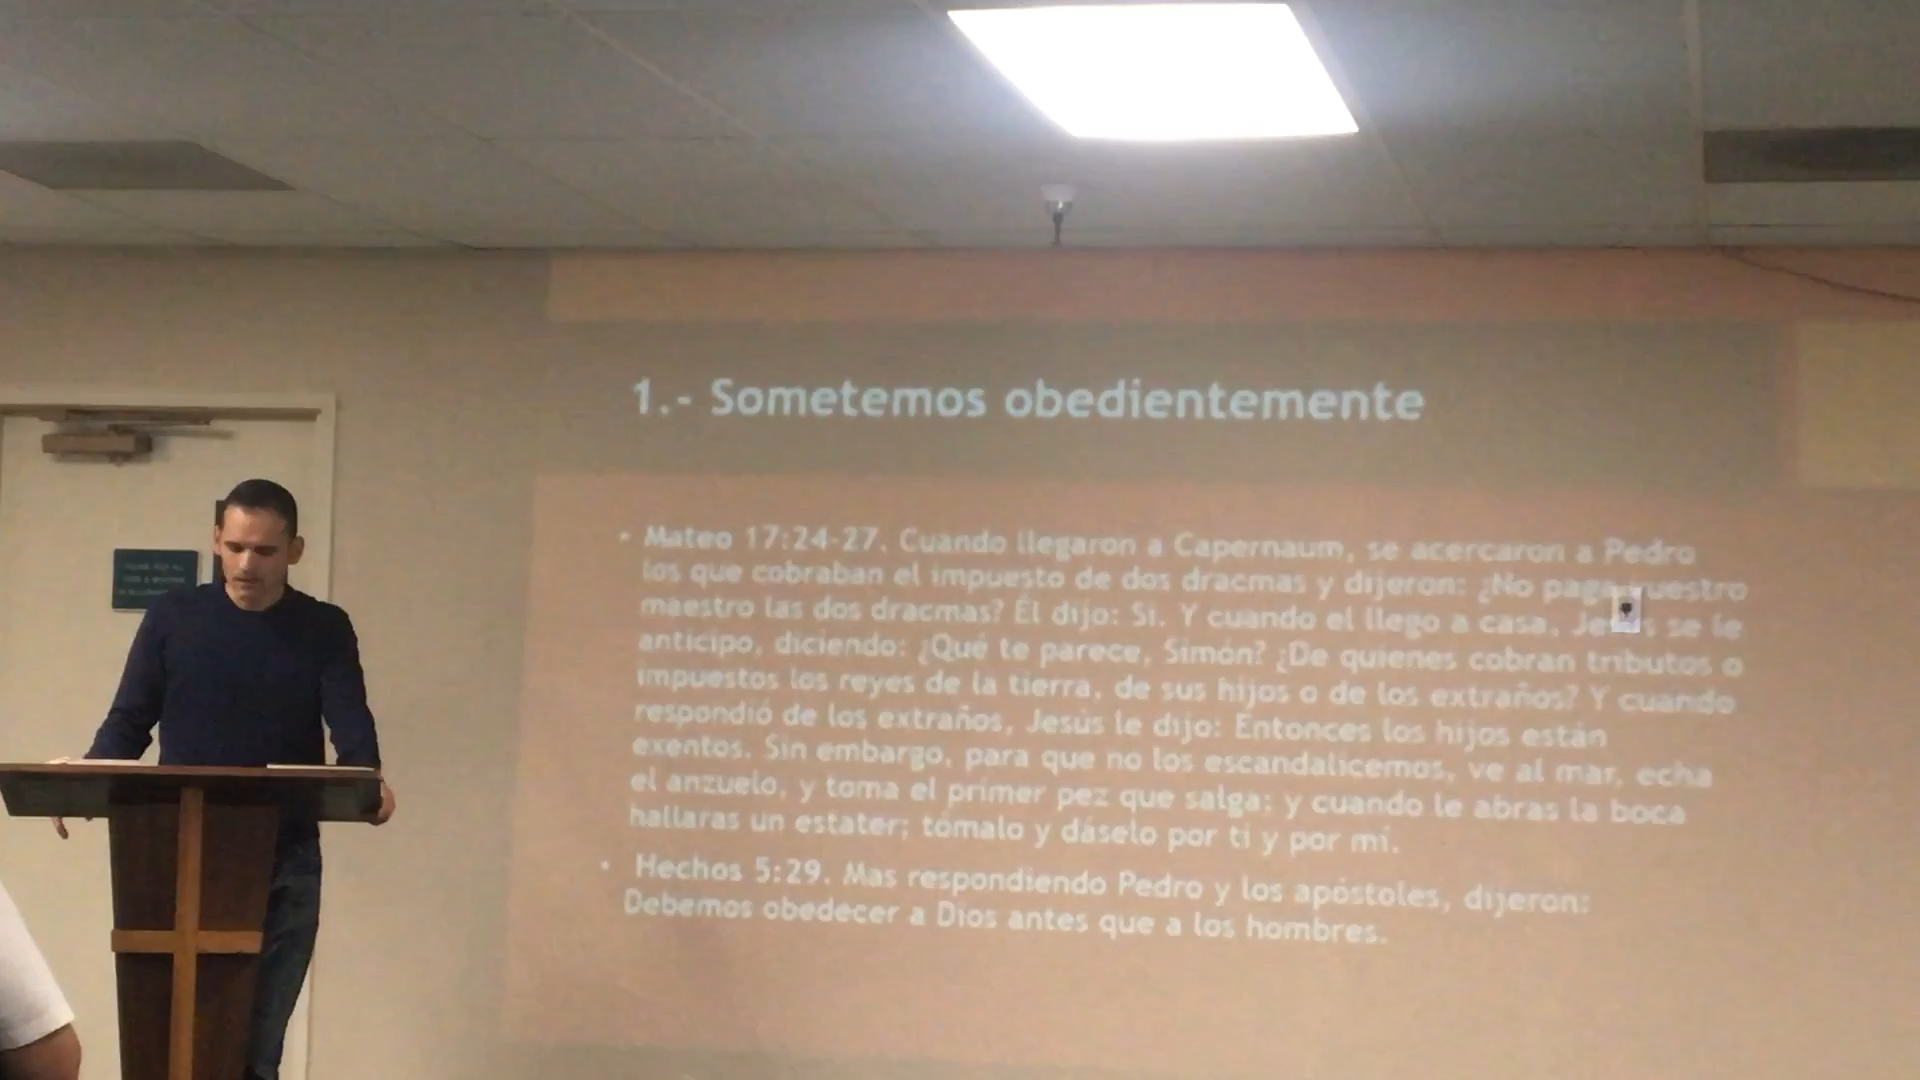 1.- Sometemos obedientemente
• Mateo 17:24-27. Cuando llegaron a Capernaum, se acercaron a Pedro
los que cobraban el impuesto de dos dracmas y dijeron: ¿No paga vuestro
maestro las dos dracmas? El dijo: Si. Y cuando el llego a casa, Jesús se le
anticipo, diciendo: ¿Qué te parece, Simón? ¿De quienes cobran tributos o
impuestos los reyes de la tierra, de sus hijos o de los extraños? Y cuando
respondió de los extraños, Jesús le dijo: Entonces los hijos están
exentos. Sin embargo, para que no los escandalicemos, ve al mar, echa
el anzuelo, y toma el primer pez que salga; y cuando le abras la boca
hallaras un estater; tómalo y dáselo por ti y por mí.
• Hechos 5:29. Mas respondiendo Pedro y los apóstoles, dijeron:
Debemos obedecer a Dios antes que a los hombres.